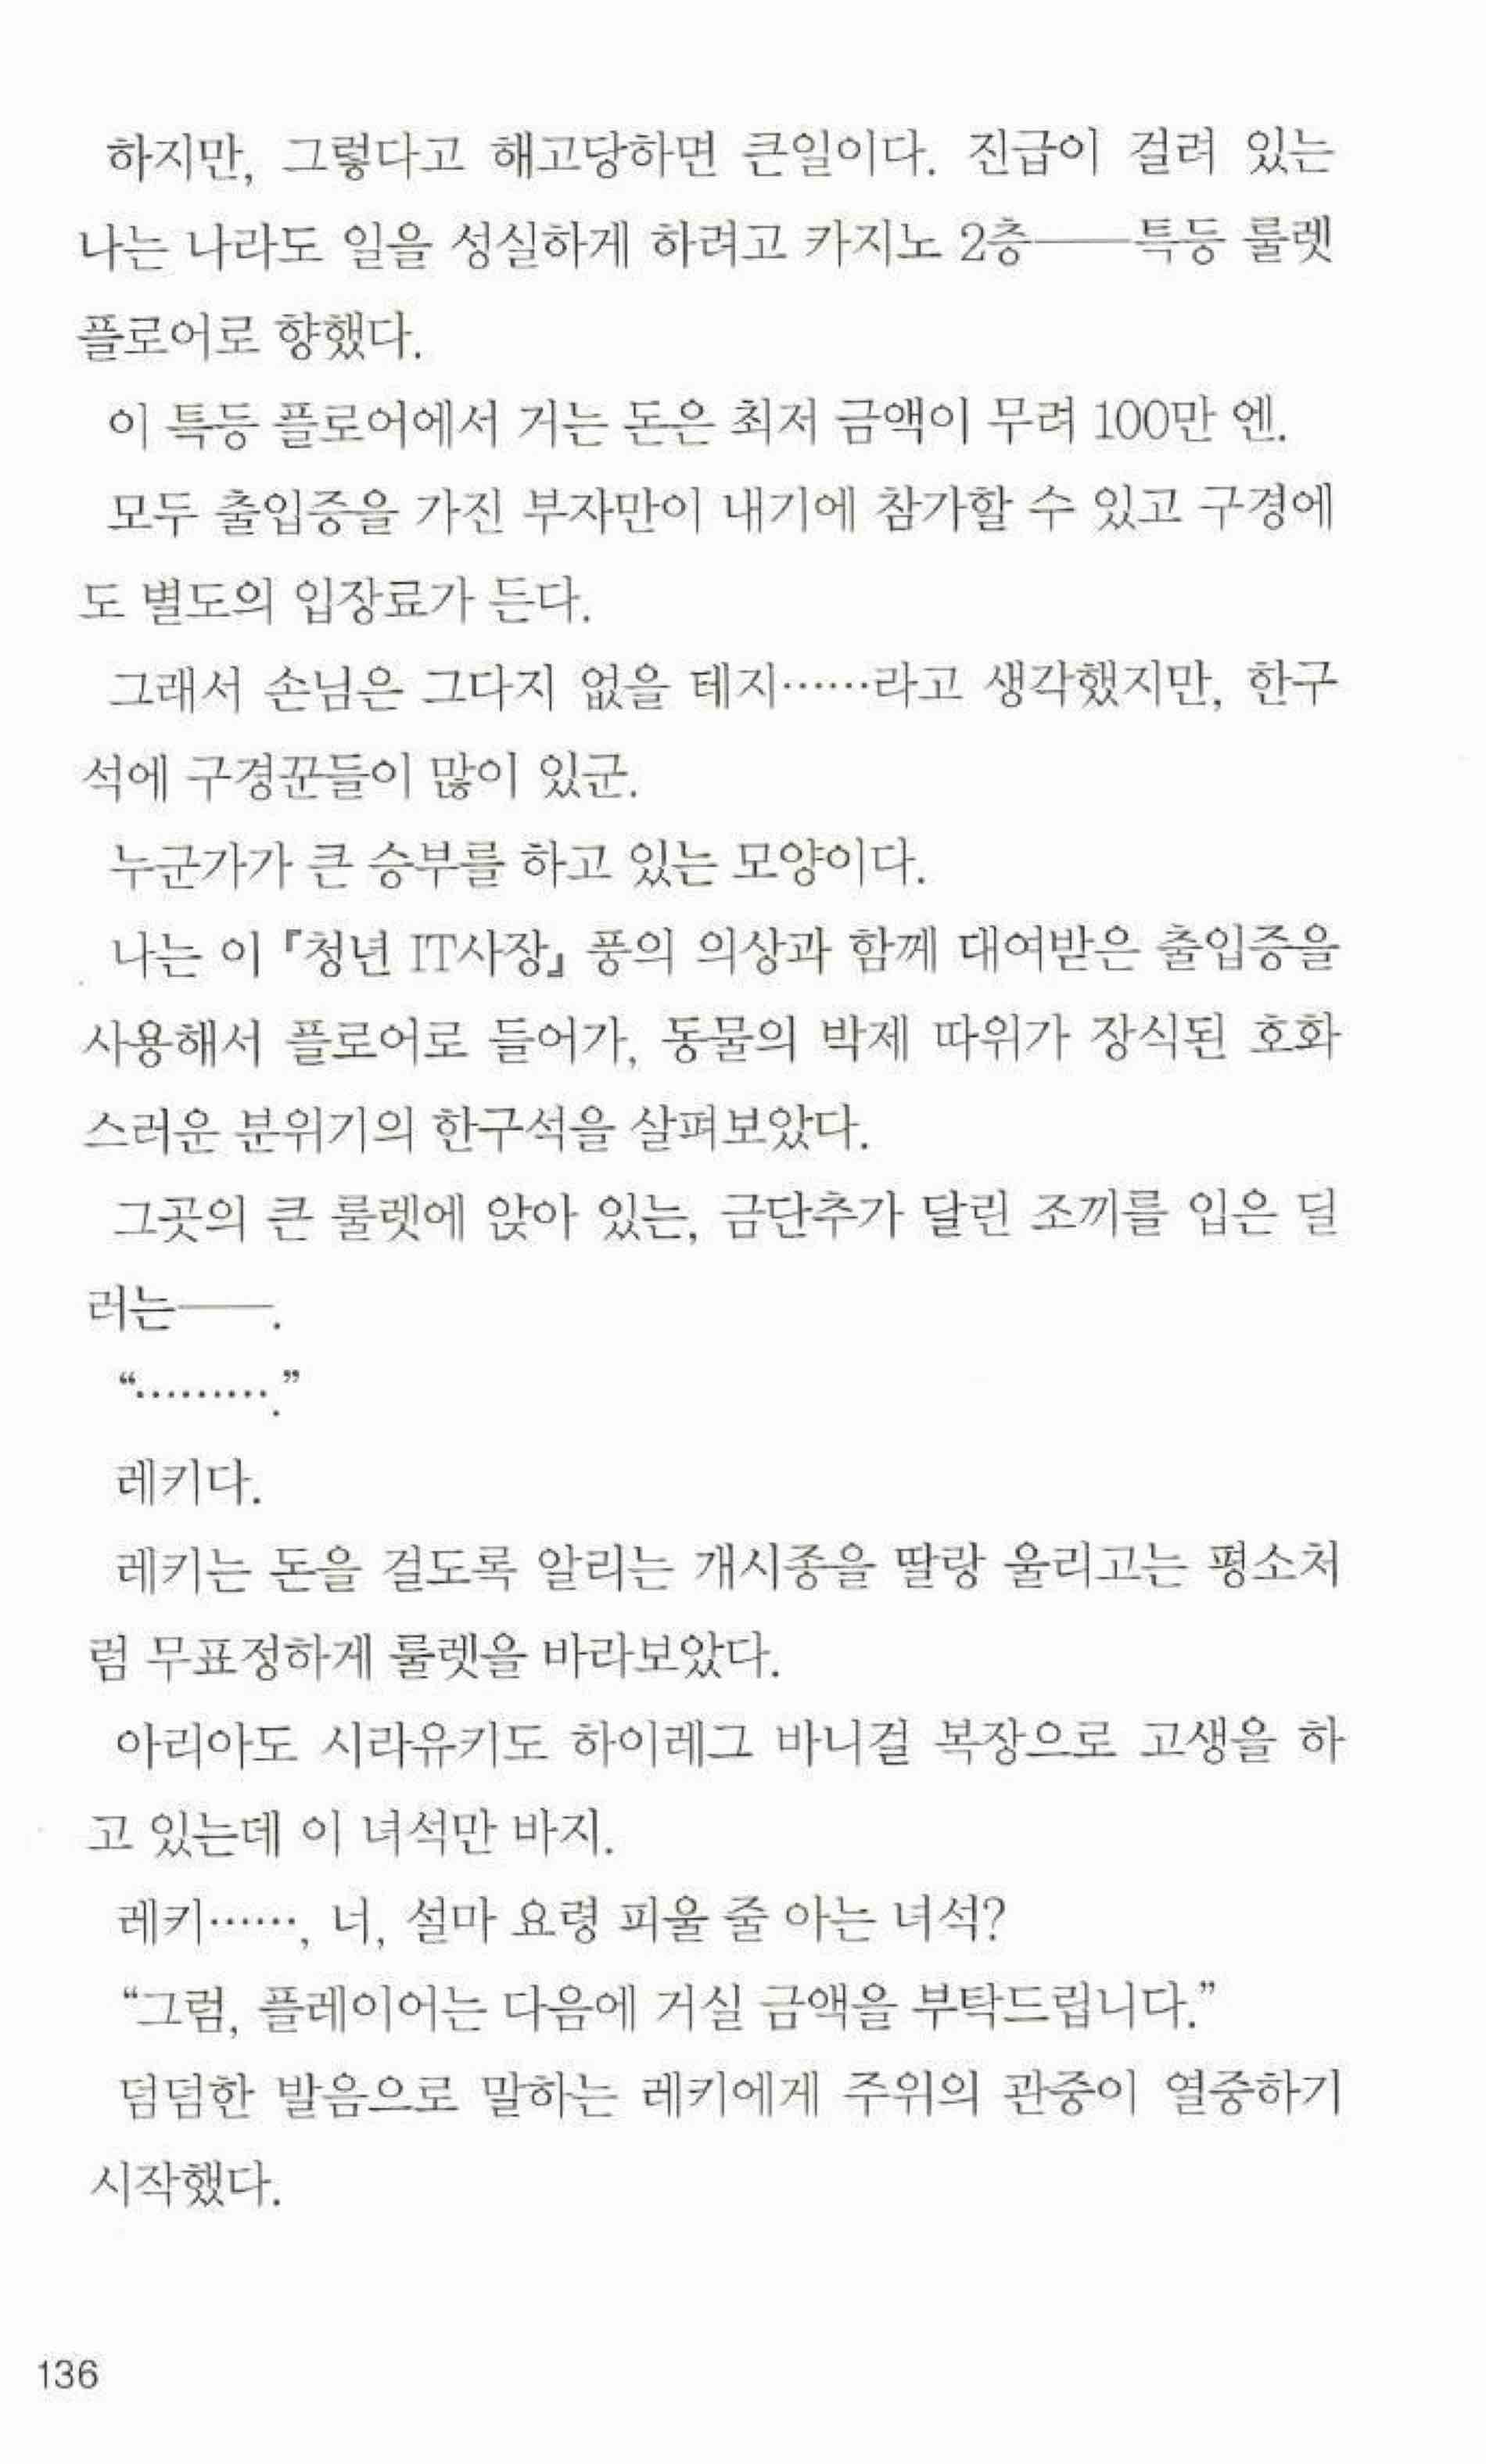 하지만, 그렇다고 해고당하면 큰일이다. 진급이 걸려 있는
나는 나라도 일을 성실하게 하려고 카지노 2층──특등 룰렛
플로어로 향했다.
이 특등 플로어에서 거는 돈은 최저 금액이 무려 100만 엔.
모두 출입증을 가진 부자만이 내기에 참가할 수 있고 구경에
도 별도의 입장료가 든다.
그래서 손님은 그다지 없을 테지……라고 생각했지만, 한구
석에 구경꾼들이 많이 있군.
누군가가 큰 승부를 하고 있는 모양이다.
나는 이 『청년 IT사장』 풍의 의상과 함께 대여받은 출입증을
사용해서 플로어로 들어가, 동물의 박제 따위가 장식된 호화
스러운 분위기의 한구석을 살펴보았다.
그곳의 큰 룰렛에 앉아 있는, 금단추가 달린 조끼를 입은 딜
러는──.
“……….”
레키다.
레키는 돈을 걸도록 알리는 개시종을 딸랑 울리고는 평소처
럼 무표정하게 룰렛을 바라보았다.
아리아도 시라유키도 하이레그 바니걸 복장으로 고생을 하
고 있는데 이 녀석만 바지.
레키……, 너, 설마 요령 피울 줄 아는 녀석?
“그럼, 플레이어는 다음에 거실 금액을 부탁드립니다.”
덤덤한 발음으로 말하는 레키에게 주위의 관중이 열중하기
시작했다.
136